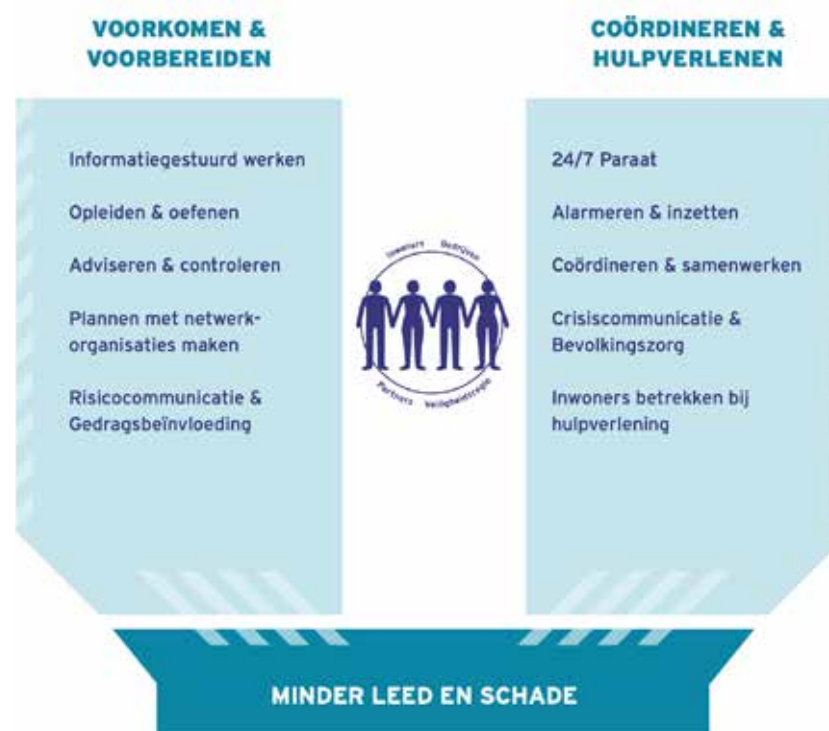 VOORKOMEN &
VOORBEREIDEN
Informatiegestuurd werken
Opleiden & oefenen
Adviseren & controleren
Plannen met netwerk-
organisaties maken
Risicocommunicatie &
Gedragsbeïnvloeding
Inwoners Bedrijven
Partners Veiligheidsregio
COÖRDINEREN &
HULPVERLENEN
24/7 Paraat
Alarmeren & inzetten
Coördineren & samenwerken
Crisiscommunicatie &
Bevolkingszorg
Inwoners betrekken bij
hulpverlening
MINDER LEED EN SCHADE